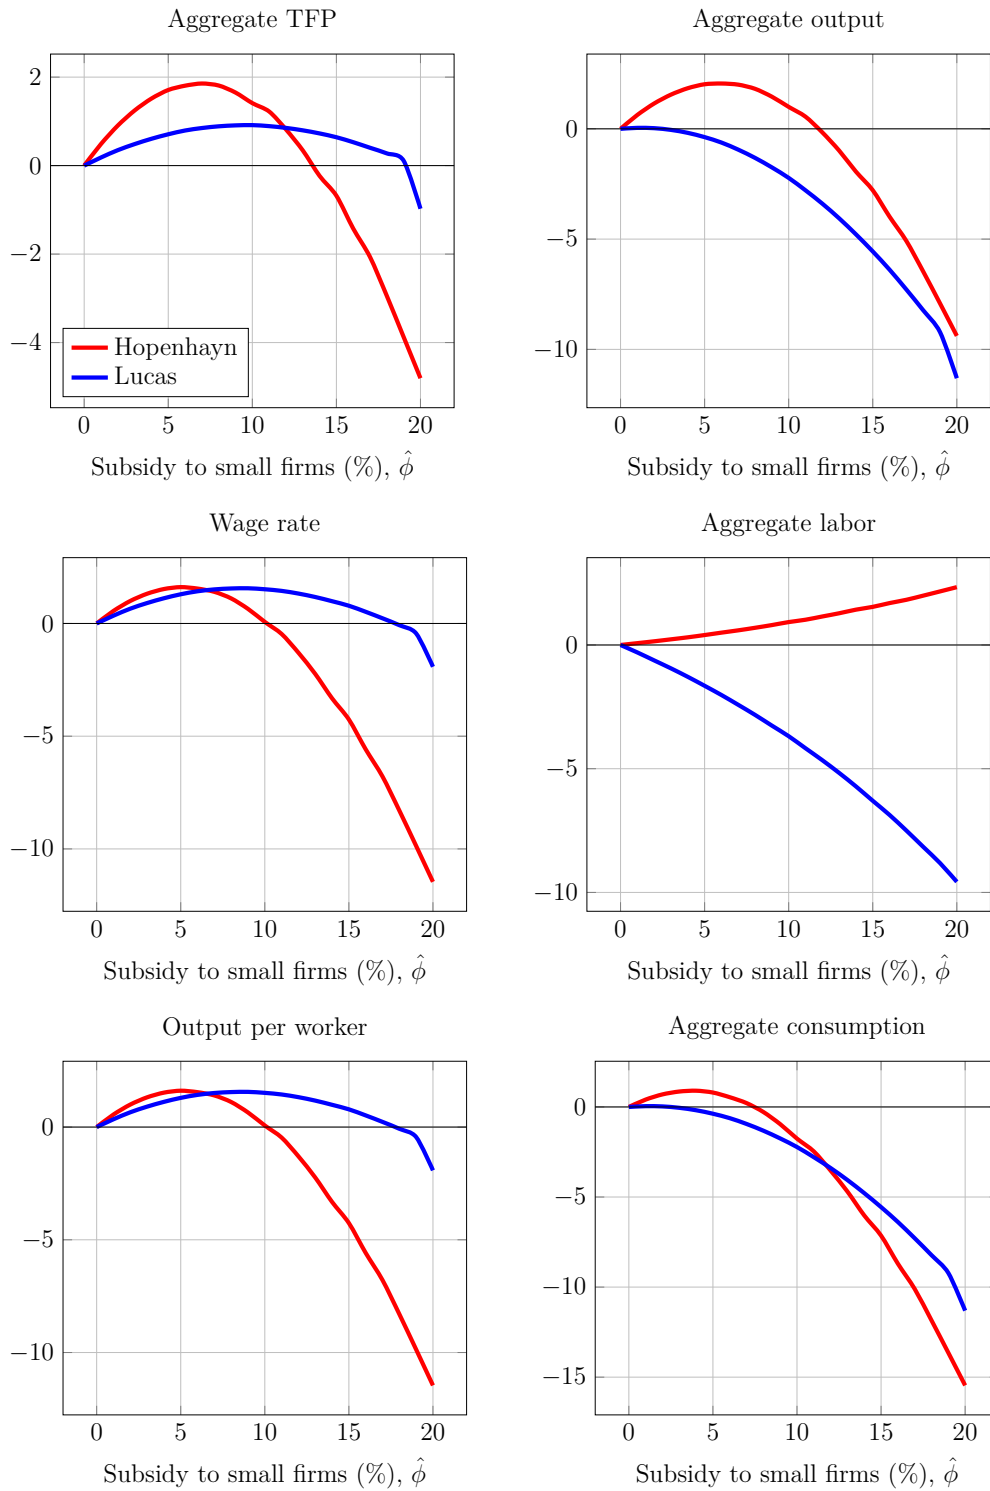 Aggregate TFP
2
0
−2
−4
Hopenhayn
Lucas
0 5 10 15 20
Subsidy to small firms (%), φ̂
Aggregate output
0
−5
−10
0 5 10 15 20
Subsidy to small firms (%), φ̂
Wage rate
0
−5
−10
0 5 10 15 20
Subsidy to small firms (%), φ̂
Aggregate labor
0
−5
−10
0 5 10 15 20
Subsidy to small firms (%), φ̂
Output per worker
0
−5
−10
0 5 10 15 20
Subsidy to small firms (%), φ̂
Aggregate consumption
0
−5
−10
−15
0 5 10 15 20
Subsidy to small firms (%), φ̂